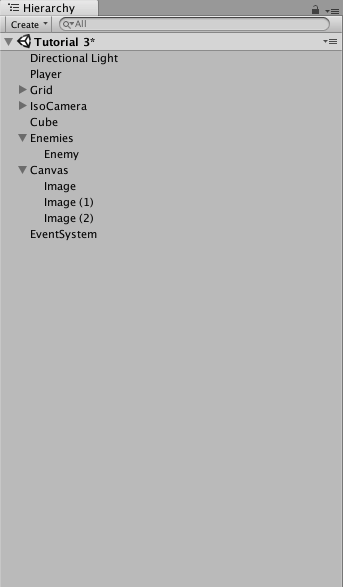 Hierarchy
Create All
Tutorial 3*
Directional Light
Player
Grid
IsoCamera
Cube
Enemies
Enemy
Canvas
Image
Image (1)
Image (2)
EventSystem